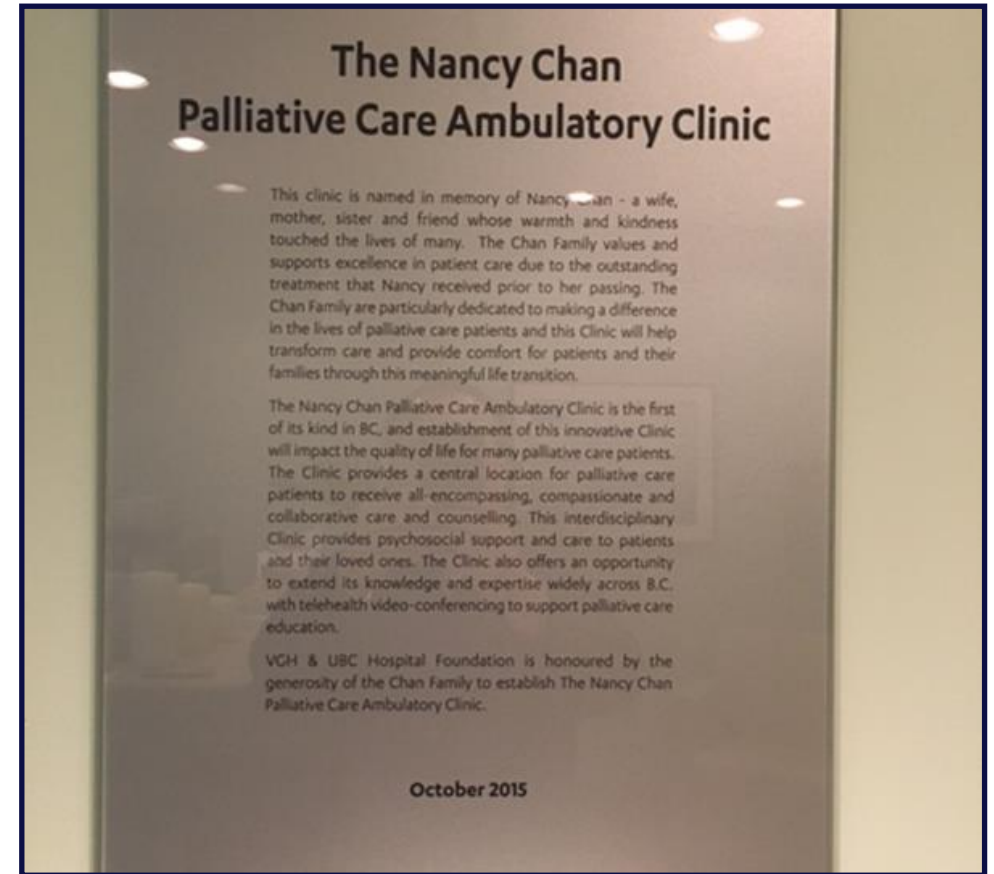 The Nancy Chan
Palliative Care Ambulatory Clinic
This clinic is named in memory of Nancy Chan - a wife,
mother, sister and friend whose warmth and kindness
touched the lives of many. The Chan Family values and
supports excellence in patient care due to the outstanding
treatment that Nancy received prior to her passing. The
Chan Family are particularly dedicated to making a difference
in the lives of palliative care patients and this Clinic will help
transform care and provide comfort for patients and their
families through this meaningful life transition.
The Nancy Chan Palliative Care Ambulatory Clinic is the first
of its kind in BC, and establishment of this innovative Clinic
will impact the quality of life for many palliative care patients.
The Clinic provides a central location for palliative care
patients to receive all-encompassing, compassionate and
collaborative care and counselling. This interdisciplinary
Clinic provides psychosocial support and care to patients
and their loved ones. The Clinic also offers an opportunity
to extend its knowledge and expertise widely across B.C.
with telehealth video-conferencing to support palliative care
education.
VGH & UBC Hospital Foundation is honoured by the
generosity of the Chan Family to establish The Nancy Chan
Palliative Care Ambulatory Clinic.
October 2015